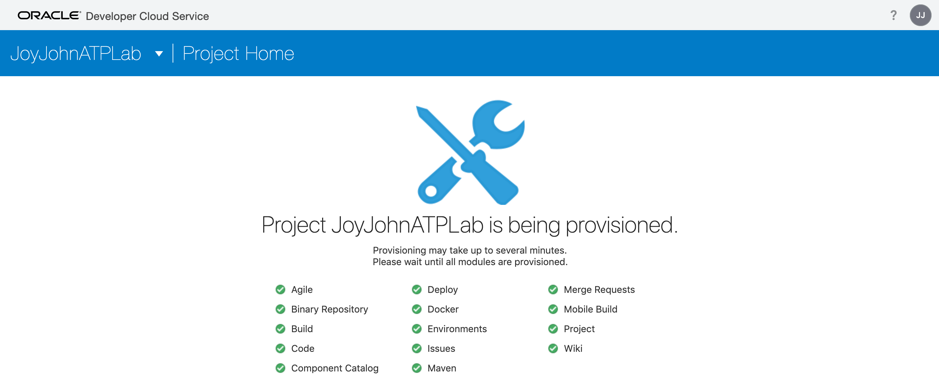 ORACLE® Developer Cloud Service
? JJ
JoyJohnATPLab | Project Home
Project JoyJohnATPLab is being provisioned.
Provisioning may take up to several minutes.
Please wait until all modules are provisioned.
Agile
Binary Repository
Build
Code
Component Catalog
Deploy
Docker
Environments
Issues
Maven
Merge Requests
Mobile Build
Project
Wiki